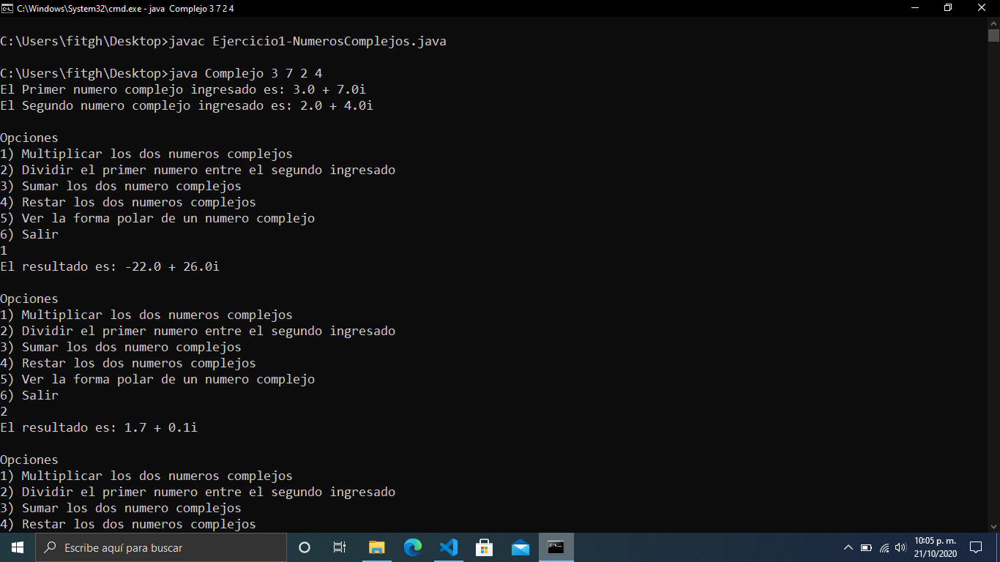 C:\Windows\System32\cmd.exe - java Complejo 3 7 2 4
C:\Users\fitgh\Desktop>javac Ejercicio1-NumerosComplejos.java
C:\Users\fitgh\Desktop>java Complejo 3 7 2 4
El Primer numero complejo ingresado es: 3.0 + 7.0i
El Segundo numero complejo ingresado es: 2.0 + 4.0i
Opciones
1) Multiplicar los dos numeros complejos
2) Dividir el primer numero entre el segundo ingresado
3) Sumar los dos numero complejos
4) Restar los dos numeros complejos
5) Ver la forma polar de un numero complejo
6) Salir
1
El resultado es: -22.0 + 26.0i
Opciones
1) Multiplicar los dos numeros complejos
2) Dividir el primer numero entre el segundo ingresado
3) Sumar los dos numero complejos
4) Restar los dos numeros complejos
5) Ver la forma polar de un numero complejo
6) Salir
2
El resultado es: 1.7 + 0.1i
Opciones
1) Multiplicar los dos numeros complejos
2) Dividir el primer numero entre el segundo ingresado
3) Sumar los dos numero complejos
4) Restar los dos numeros complejos
Escribe aquí para buscar
10:05 p. m.
21/10/2020